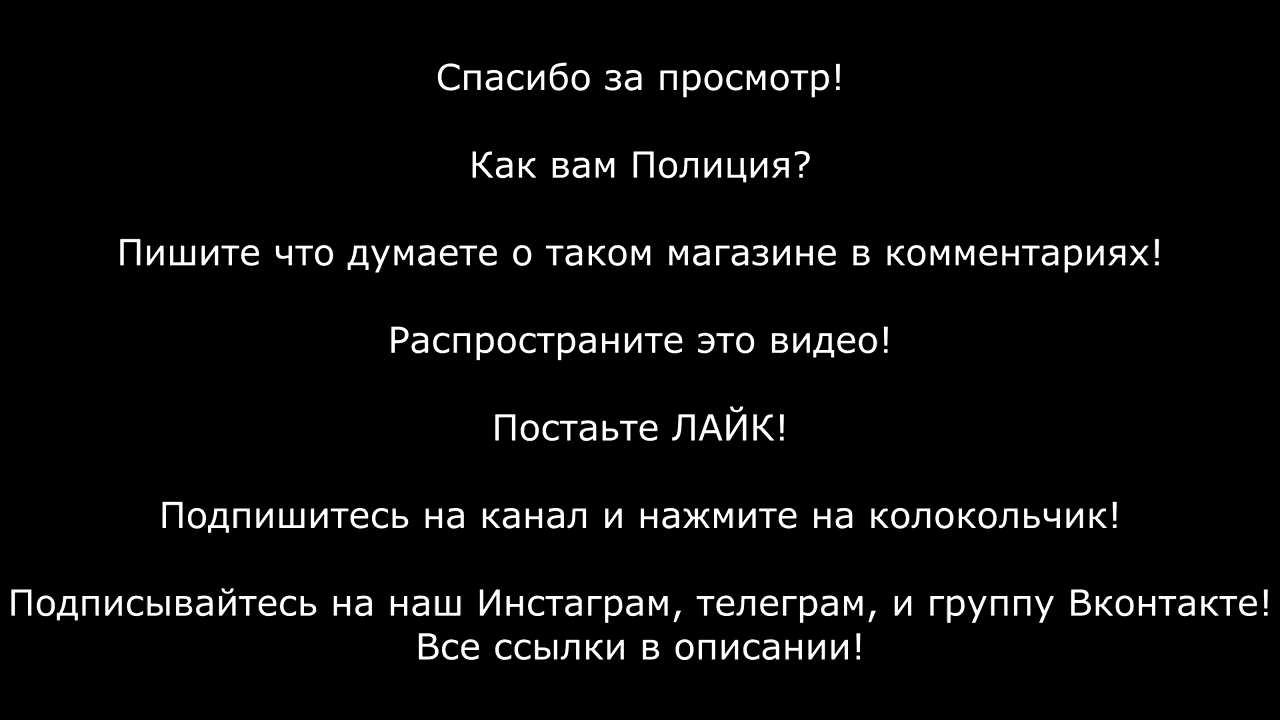 Спасибо за просмотр!
Как вам Полиция?
Пишите что думаете о таком магазине в комментариях!
Распространите это видео!
Постаьте ЛАЙК!
Подпишитесь на канал и нажмите на колокольчик!
Подписывайтесь на наш Инстаграм, телеграм, и группу Вконтакте!
Все ссылки в описании!